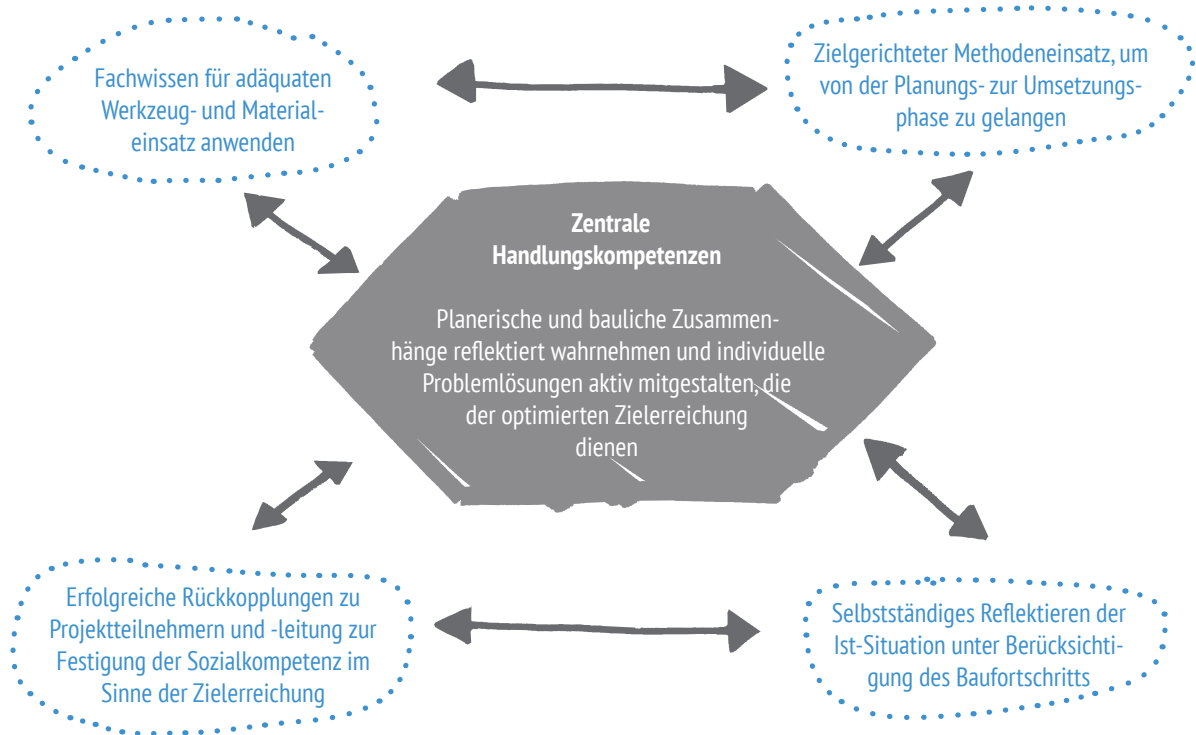 Fachwissen für adäquaten
Werkzeug- und Material-
einsatz anwenden
Zielgerichteter Methodeneinsatz, um
von der Planungs- zur Umsetzungs-
phase zu gelangen
Zentrale
Handlungskompetenzen
Planerische und bauliche Zusammen-
hänge reflektiert wahrnehmen und individuelle
Problemlösungen aktiv mitgestalten, die
der optimierten Zielerreichung
dienen
Erfolgreiche Rückkopplungen zu
Projektteilnehmern und -leitung zur
Festigung der Sozialkompetenz im
Sinne der Zielerreichung
Selbstständiges Reflektieren der
Ist-Situation unter Berücksichti-
gung des Baufortschritts